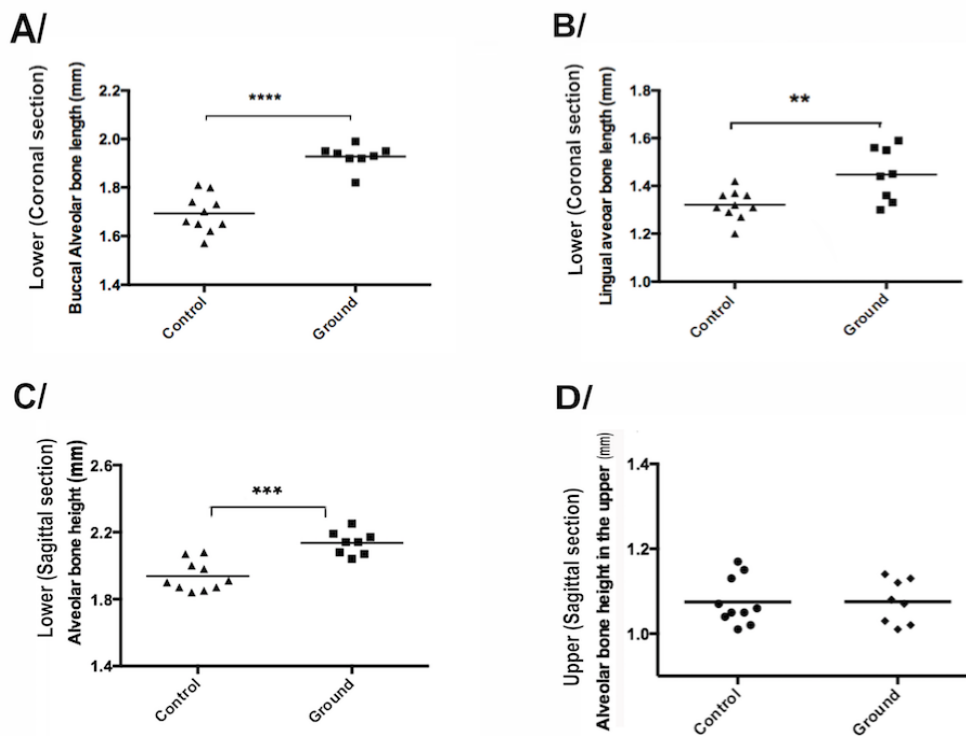 A/
Lower (Coronal section)
Buccal Alveolar bone length (mm)
2.2
2.0
1.8
1.6
1.4
****
Control
Ground
B/
Lower (Coronal section)
Lingual aveoar bone length (mm)
1.8
1.6
1.4
1.2
1.0
**
Control
Ground
C/
Lower (Sagittal section)
Alveolar bone height (mm)
2.6
2.2
1.8
1.4
***
Control
Ground
D/
Upper (Sagittal section)
Alveolar bone height in the upper (mm)
1.4
1.2
1.0
Control
Ground